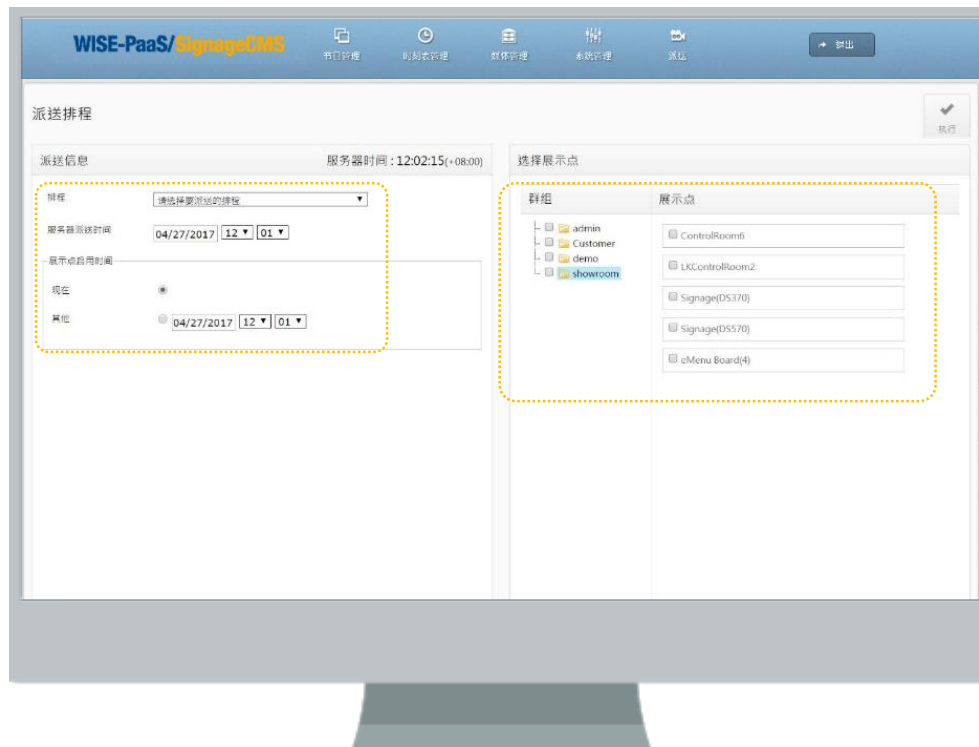 WISE-PaaS/SignageCMS
节目管理
时刻表管理
媒体管理
系统管理
派送
登出
派送排程
执行
派送信息
服务器时间 : 12:02:15(+08:00)
选择展示点
排程
请选择要派送的排程
服务器派送时间
04/27/2017 12 01
展示点启用时间
现在
其他
04/27/2017 12 01
群组
展示点
admin
Customer
demo
showroom
ControlRoom6
LKControlRoom2
Signage(DS370)
Signage(DS570)
eMenu Board(4)